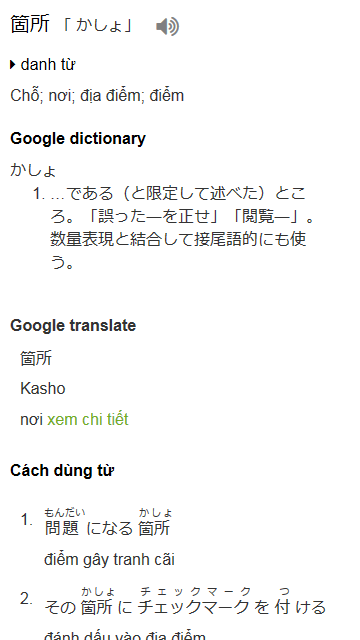 箇所 「 かしょ」
danh từ
Chỗ; nơi; địa điểm; điểm
Google dictionary
かしょ
1. …である（と限定して述べた）とこ
ろ。「誤った―を正せ」「閲覧―」。
数量表現と結合して接尾語的にも使
う。
Google translate
箇所
Kasho
nơi xem chi tiết
Cách dùng từ
もんだい かしょ
1. 問題 になる 箇所
điểm gây tranh cãi
かしょ チェックマーク つ
2. その 箇所 に チェックマーク を 付 ける
đánh dấu vào địa điểm